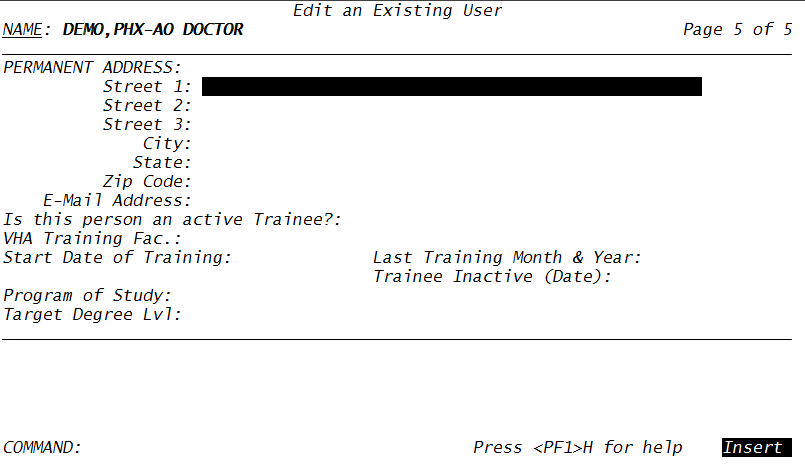 Edit an Existing User
NAME: DEMO,PHX-AO DOCTOR Page 5 of 5
PERMANENT ADDRESS:
Street 1:
Street 2:
Street 3:
City:
State:
Zip Code:
E-Mail Address:
Is this person an active Trainee?:
VHA Training Fac.:
Start Date of Training: Last Training Month & Year:
Trainee Inactive (Date):
Program of Study:
Target Degree Lvl:
COMMAND: Press <PF1>H for help Insert